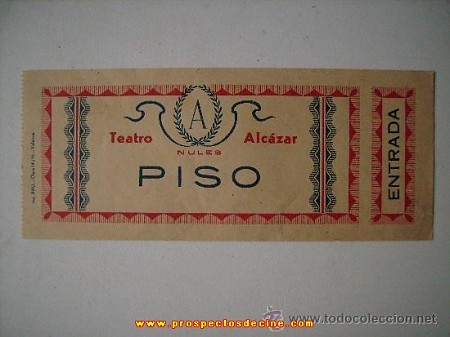 A
Teatro Alcázar
NULES
PISO
ENTRADA
www.prospectosdecine.com
www.todocoleccion.net